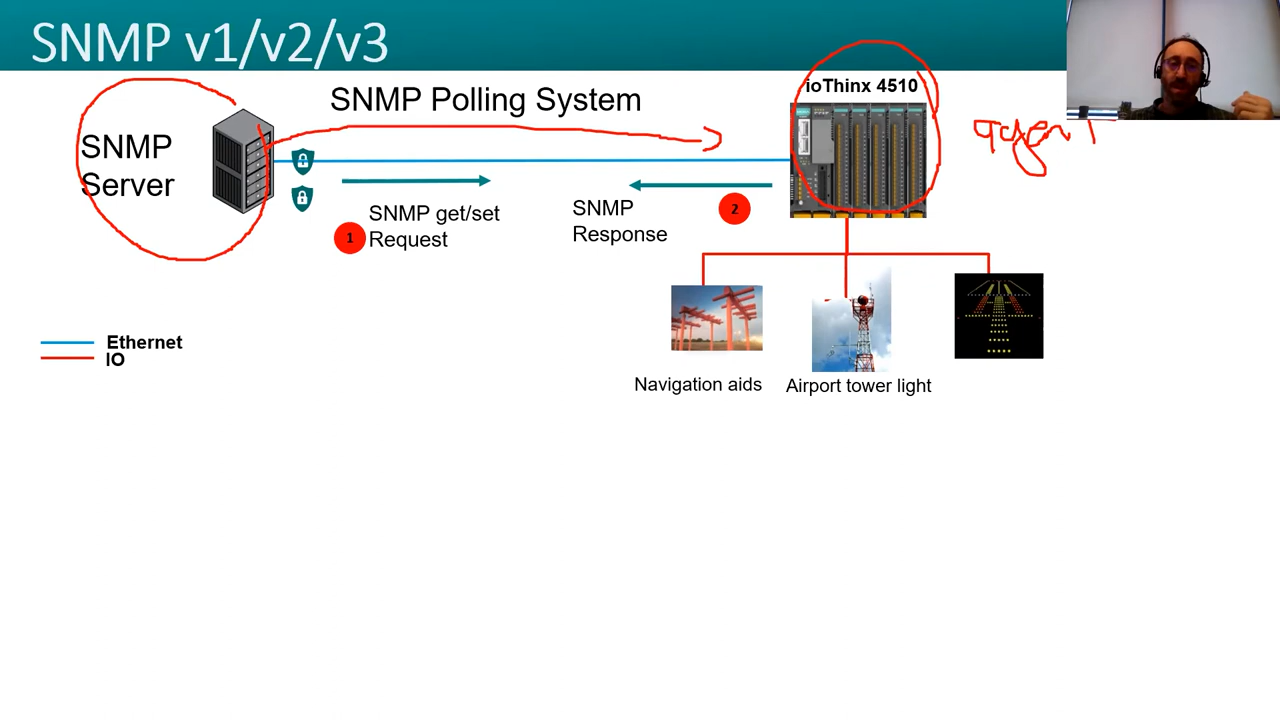 SNMP v1/v2/v3
SNMP Polling System
ioThinx 4510
agent
SNMP
Server
1
SNMP get/set
Request
SNMP
Response
2
Ethernet
IO
Navigation aids
Airport tower light